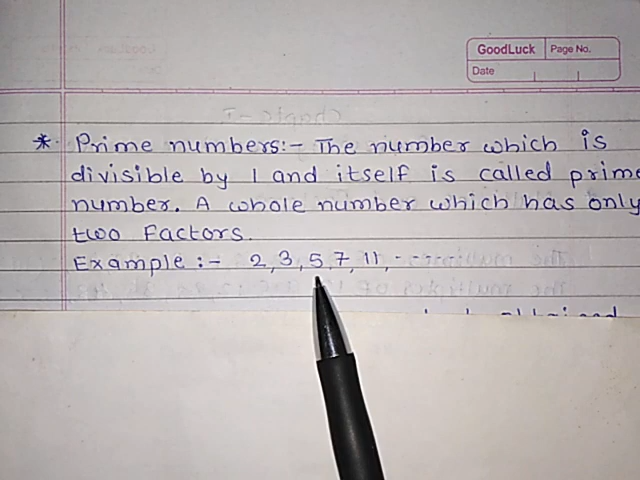 GoodLuck Page No.
Date
* Prime numbers:- The number which is
divisible by 1 and itself is called prime
number. A whole number which has only
two factors.
Example :- 2, 3, 5, 7, 11, -----